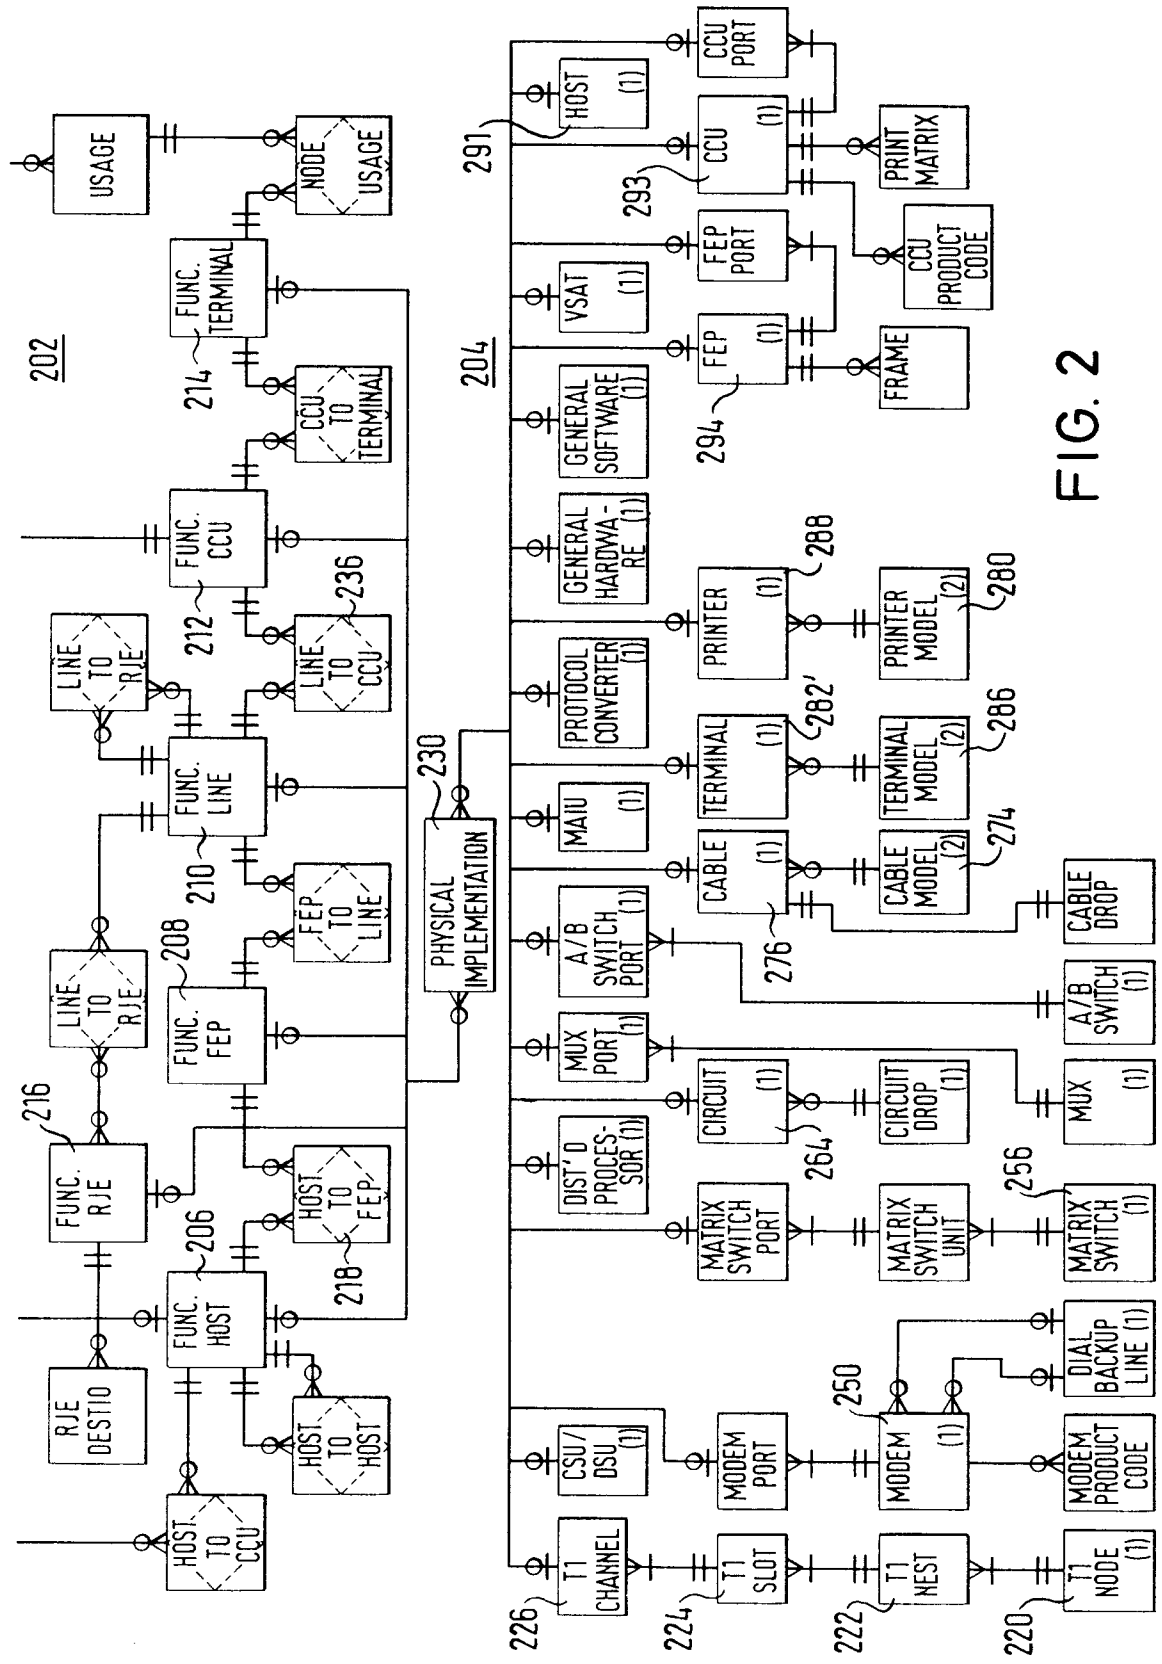 202
USAGE
NODE
USAGE
FUNC.
TERMINAL
214
CCU
TO
TERMINAL
FUNC.
CCU
212
LINE
TO
RJE
LINE
TO
CCU
236
FUNC.
LINE
210
FEP
TO
LINE
LINE
TO
RJE
FUNC.
FEP
208
FUNC.
RJE
216
HOST
TO
FEP
218
FUNC.
HOST
206
RJE
DESTIO
HOST
TO
HOST
HOST
TO
CCU
PHYSICAL
IMPLEMENTATION
230
204
T1
CHANNEL
226
T1
SLOT
224
T1
NEST
222
T1
NODE
(1)
220
CSU/
DSU
(1)
MODEM
PORT
MODEM
(1)
250
MODEM
PRODUCT
CODE
DIAL
BACKUP
LINE (1)
MATRIX
SWITCH
PORT
MATRIX
SWITCH
UNIT
MATRIX
SWITCH
(1)
256
DIST'D
PROCES-
SOR (1)
CIRCUIT
(1)
264
CIRCUIT
DROP
(1)
MUX
PORT
(1)
MUX
(1)
A/B
SWITCH
PORT
(1)
A/B
SWITCH
(1)
CABLE
(1)
276
CABLE
MODEL
(2)
274
CABLE
DROP
MAIU
(1)
TERMINAL
(1)
282'
TERMINAL
MODEL
(2)
286
PROTOCOL
CONVERTER
(1)
PRINTER
(1)
288
PRINTER
MODEL
(2)
280
GENERAL
HARDWA-
RE (1)
GENERAL
SOFTWARE
(1)
FEP
(1)
294
FRAME
VSAT
(1)
FEP
PORT
CCU
(1)
293
CCU
PRODUCT
CODE
PRINT
MATRIX
HOST
(1)
291
CCU
PORT
FIG. 2